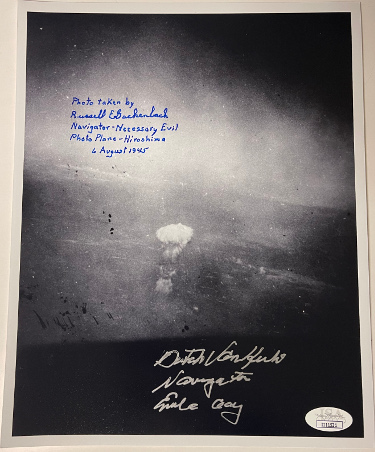 Photo taken by
Russell E Gackenbach
Navigator-Necessary Evil
Photo Plane-Hiroshima
6 August 1945
Dutch Van Kirk
Navigator
Enola Gay